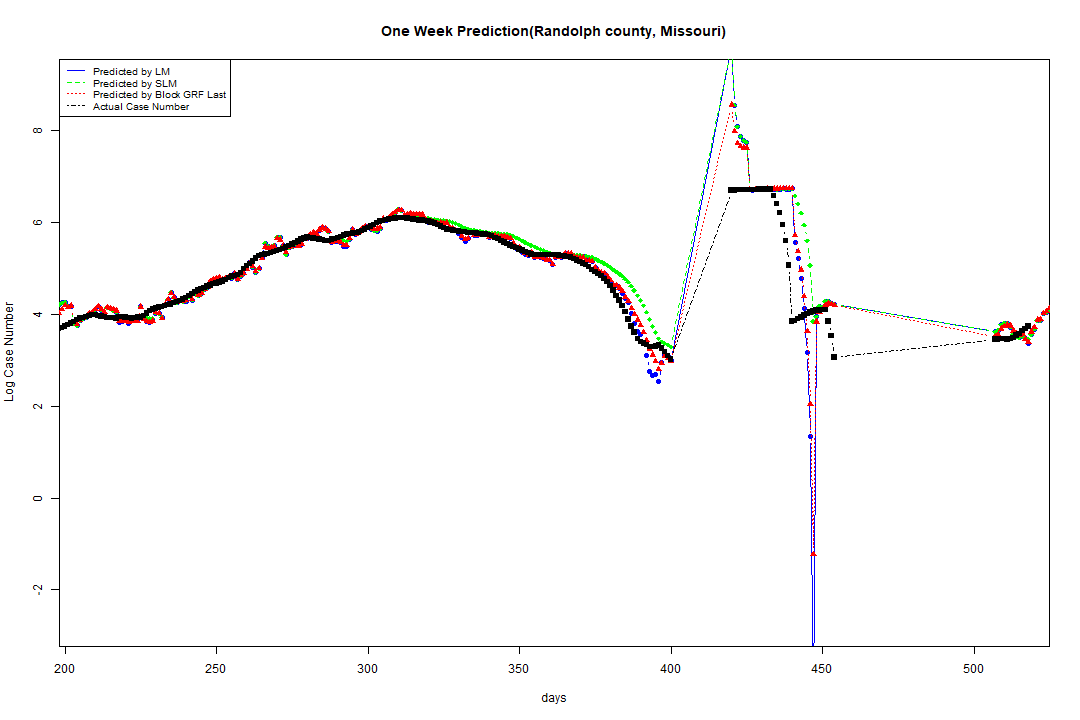 One Week Prediction(Randolph county, Missouri)
Predicted by LM
Predicted by SLM
Predicted by Block GRF Last
Actual Case Number
8
6
4
2
0
-2
Log Case Number
200 250 300 350 400 450 500
days